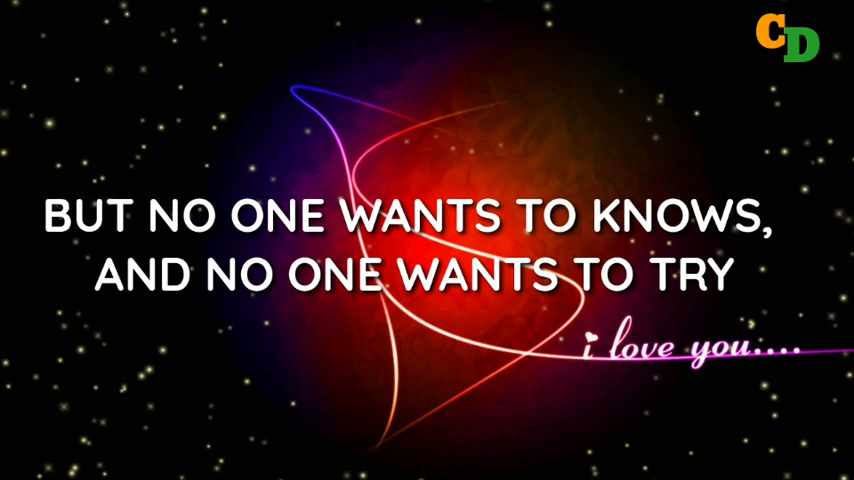 CD
BUT NO ONE WANTS TO KNOWS,
AND NO ONE WANTS TO TRY
i love you....